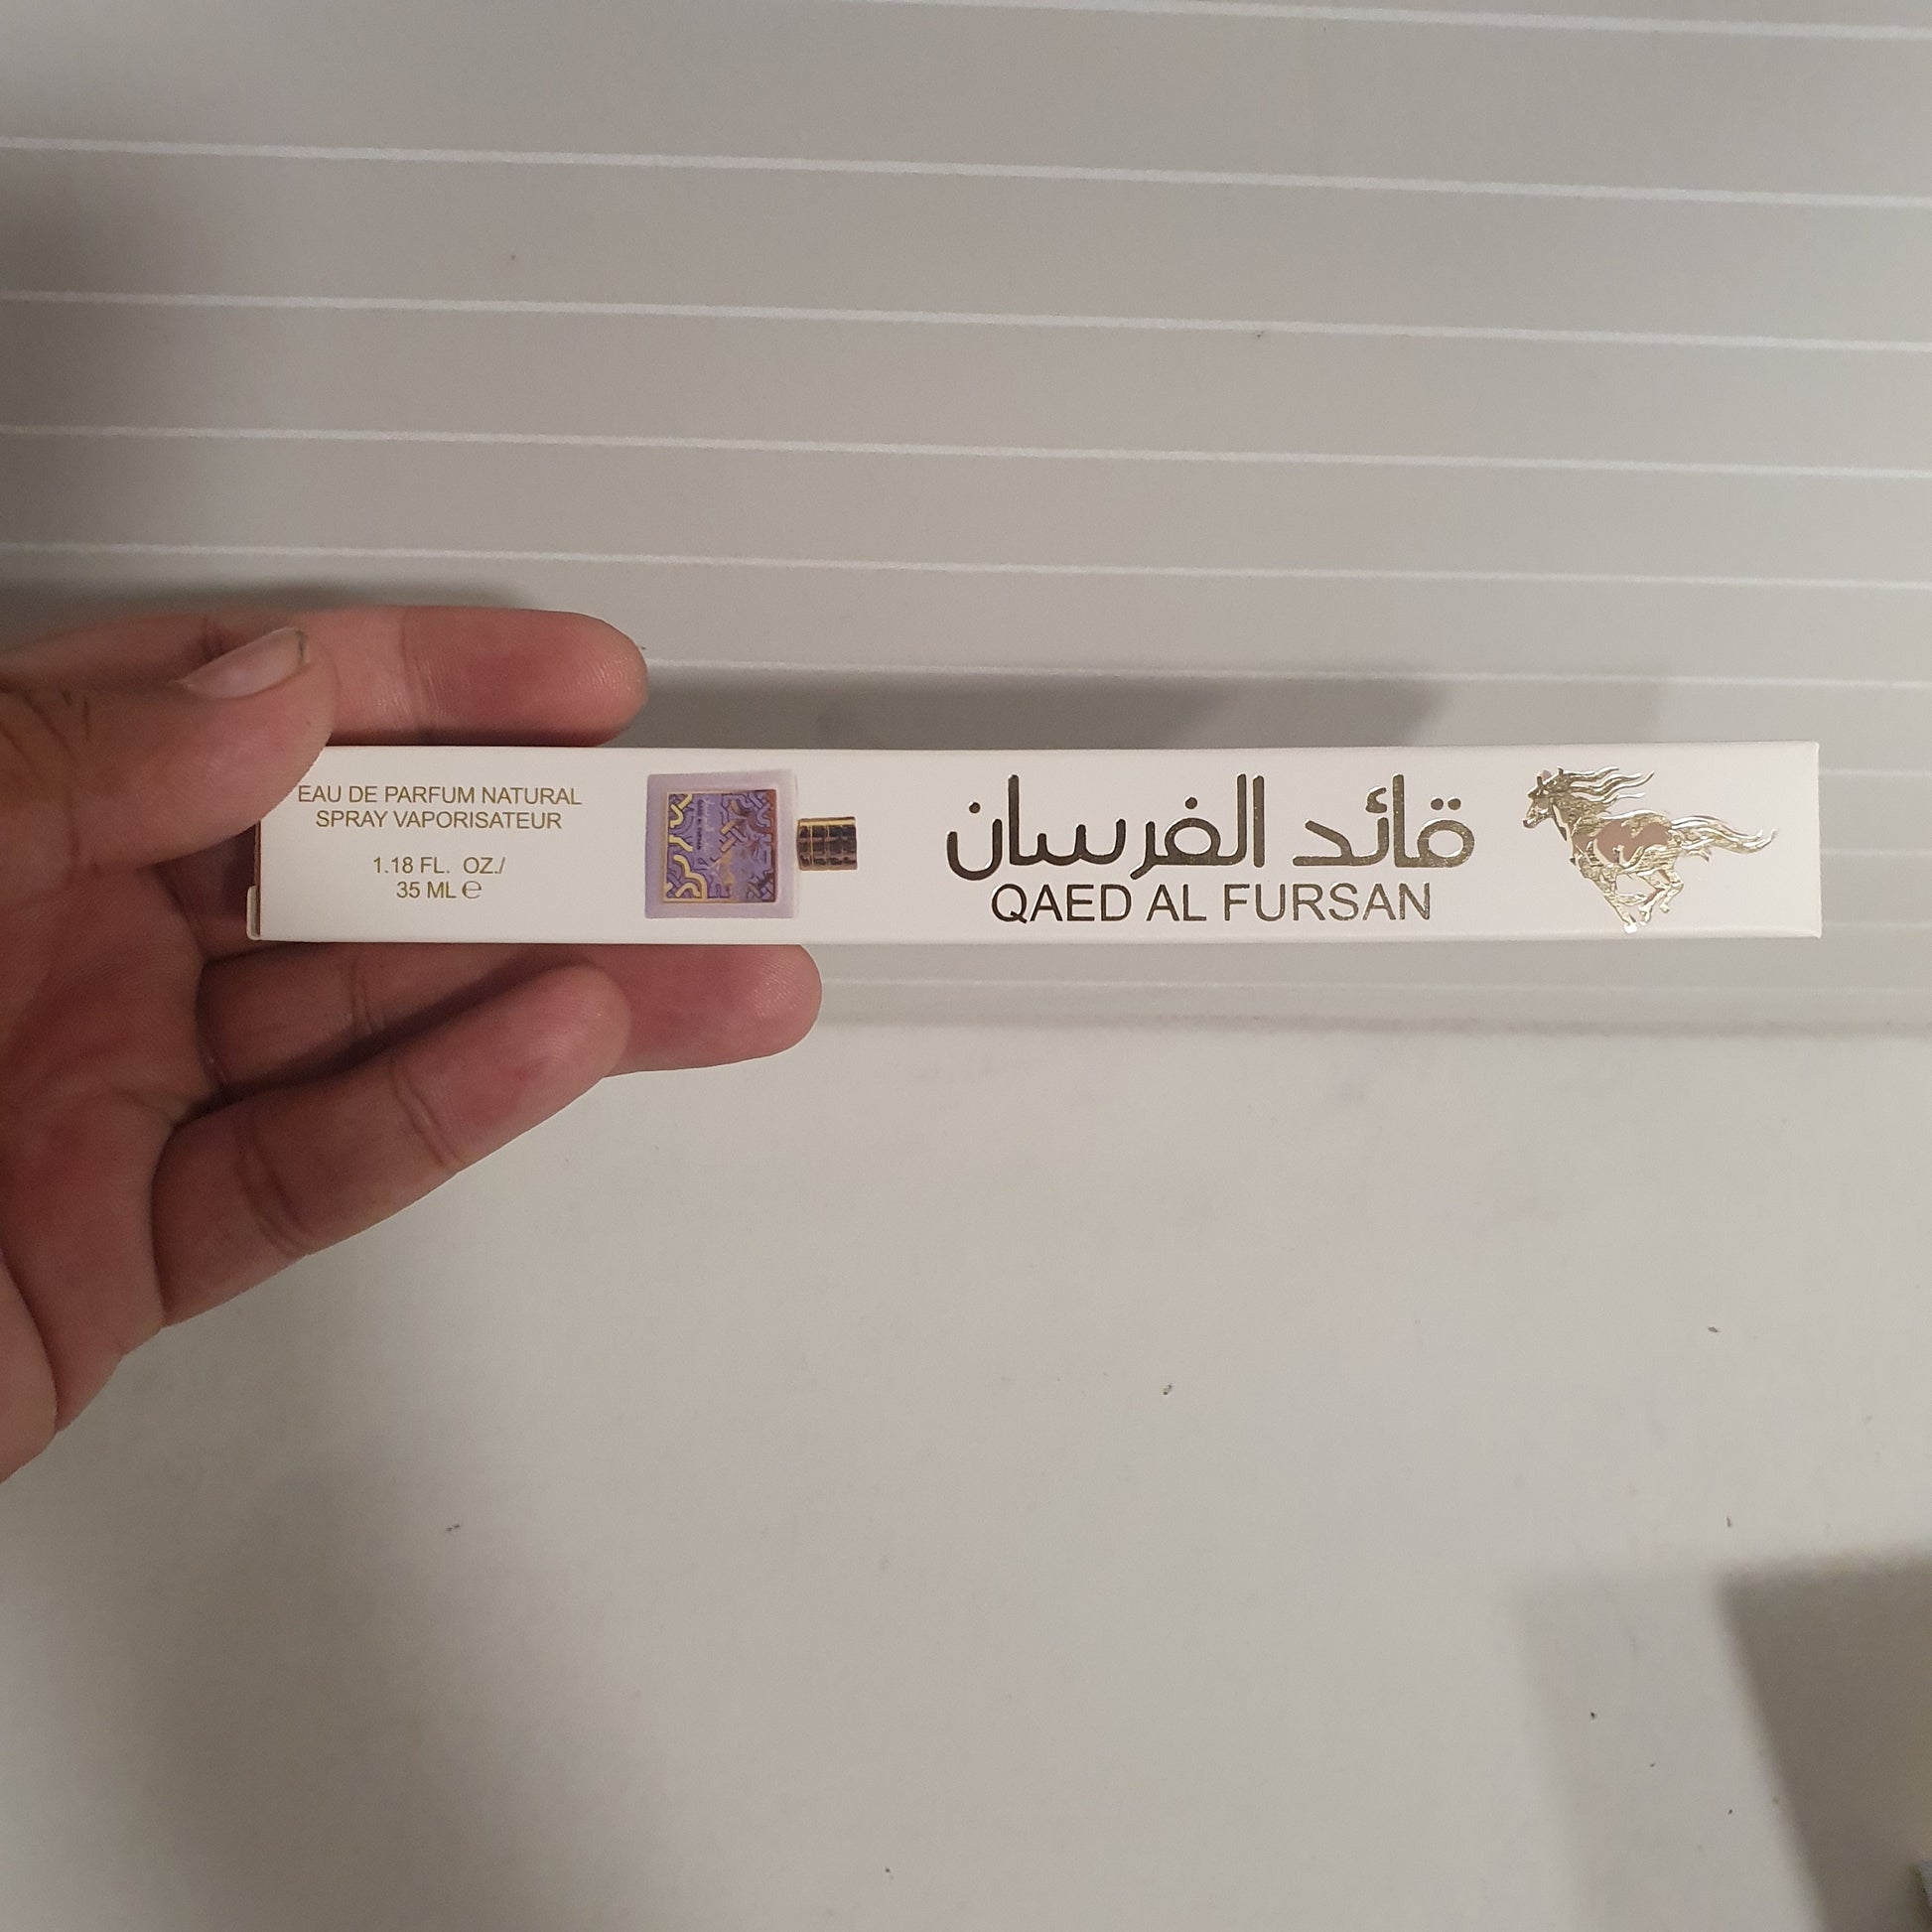 EAU DE PARFUM NATURAL
SPRAY VAPORISATEUR
1.18 FL. OZ./
35 ML ℮
قائد الفرسان
QAED AL FURSAN